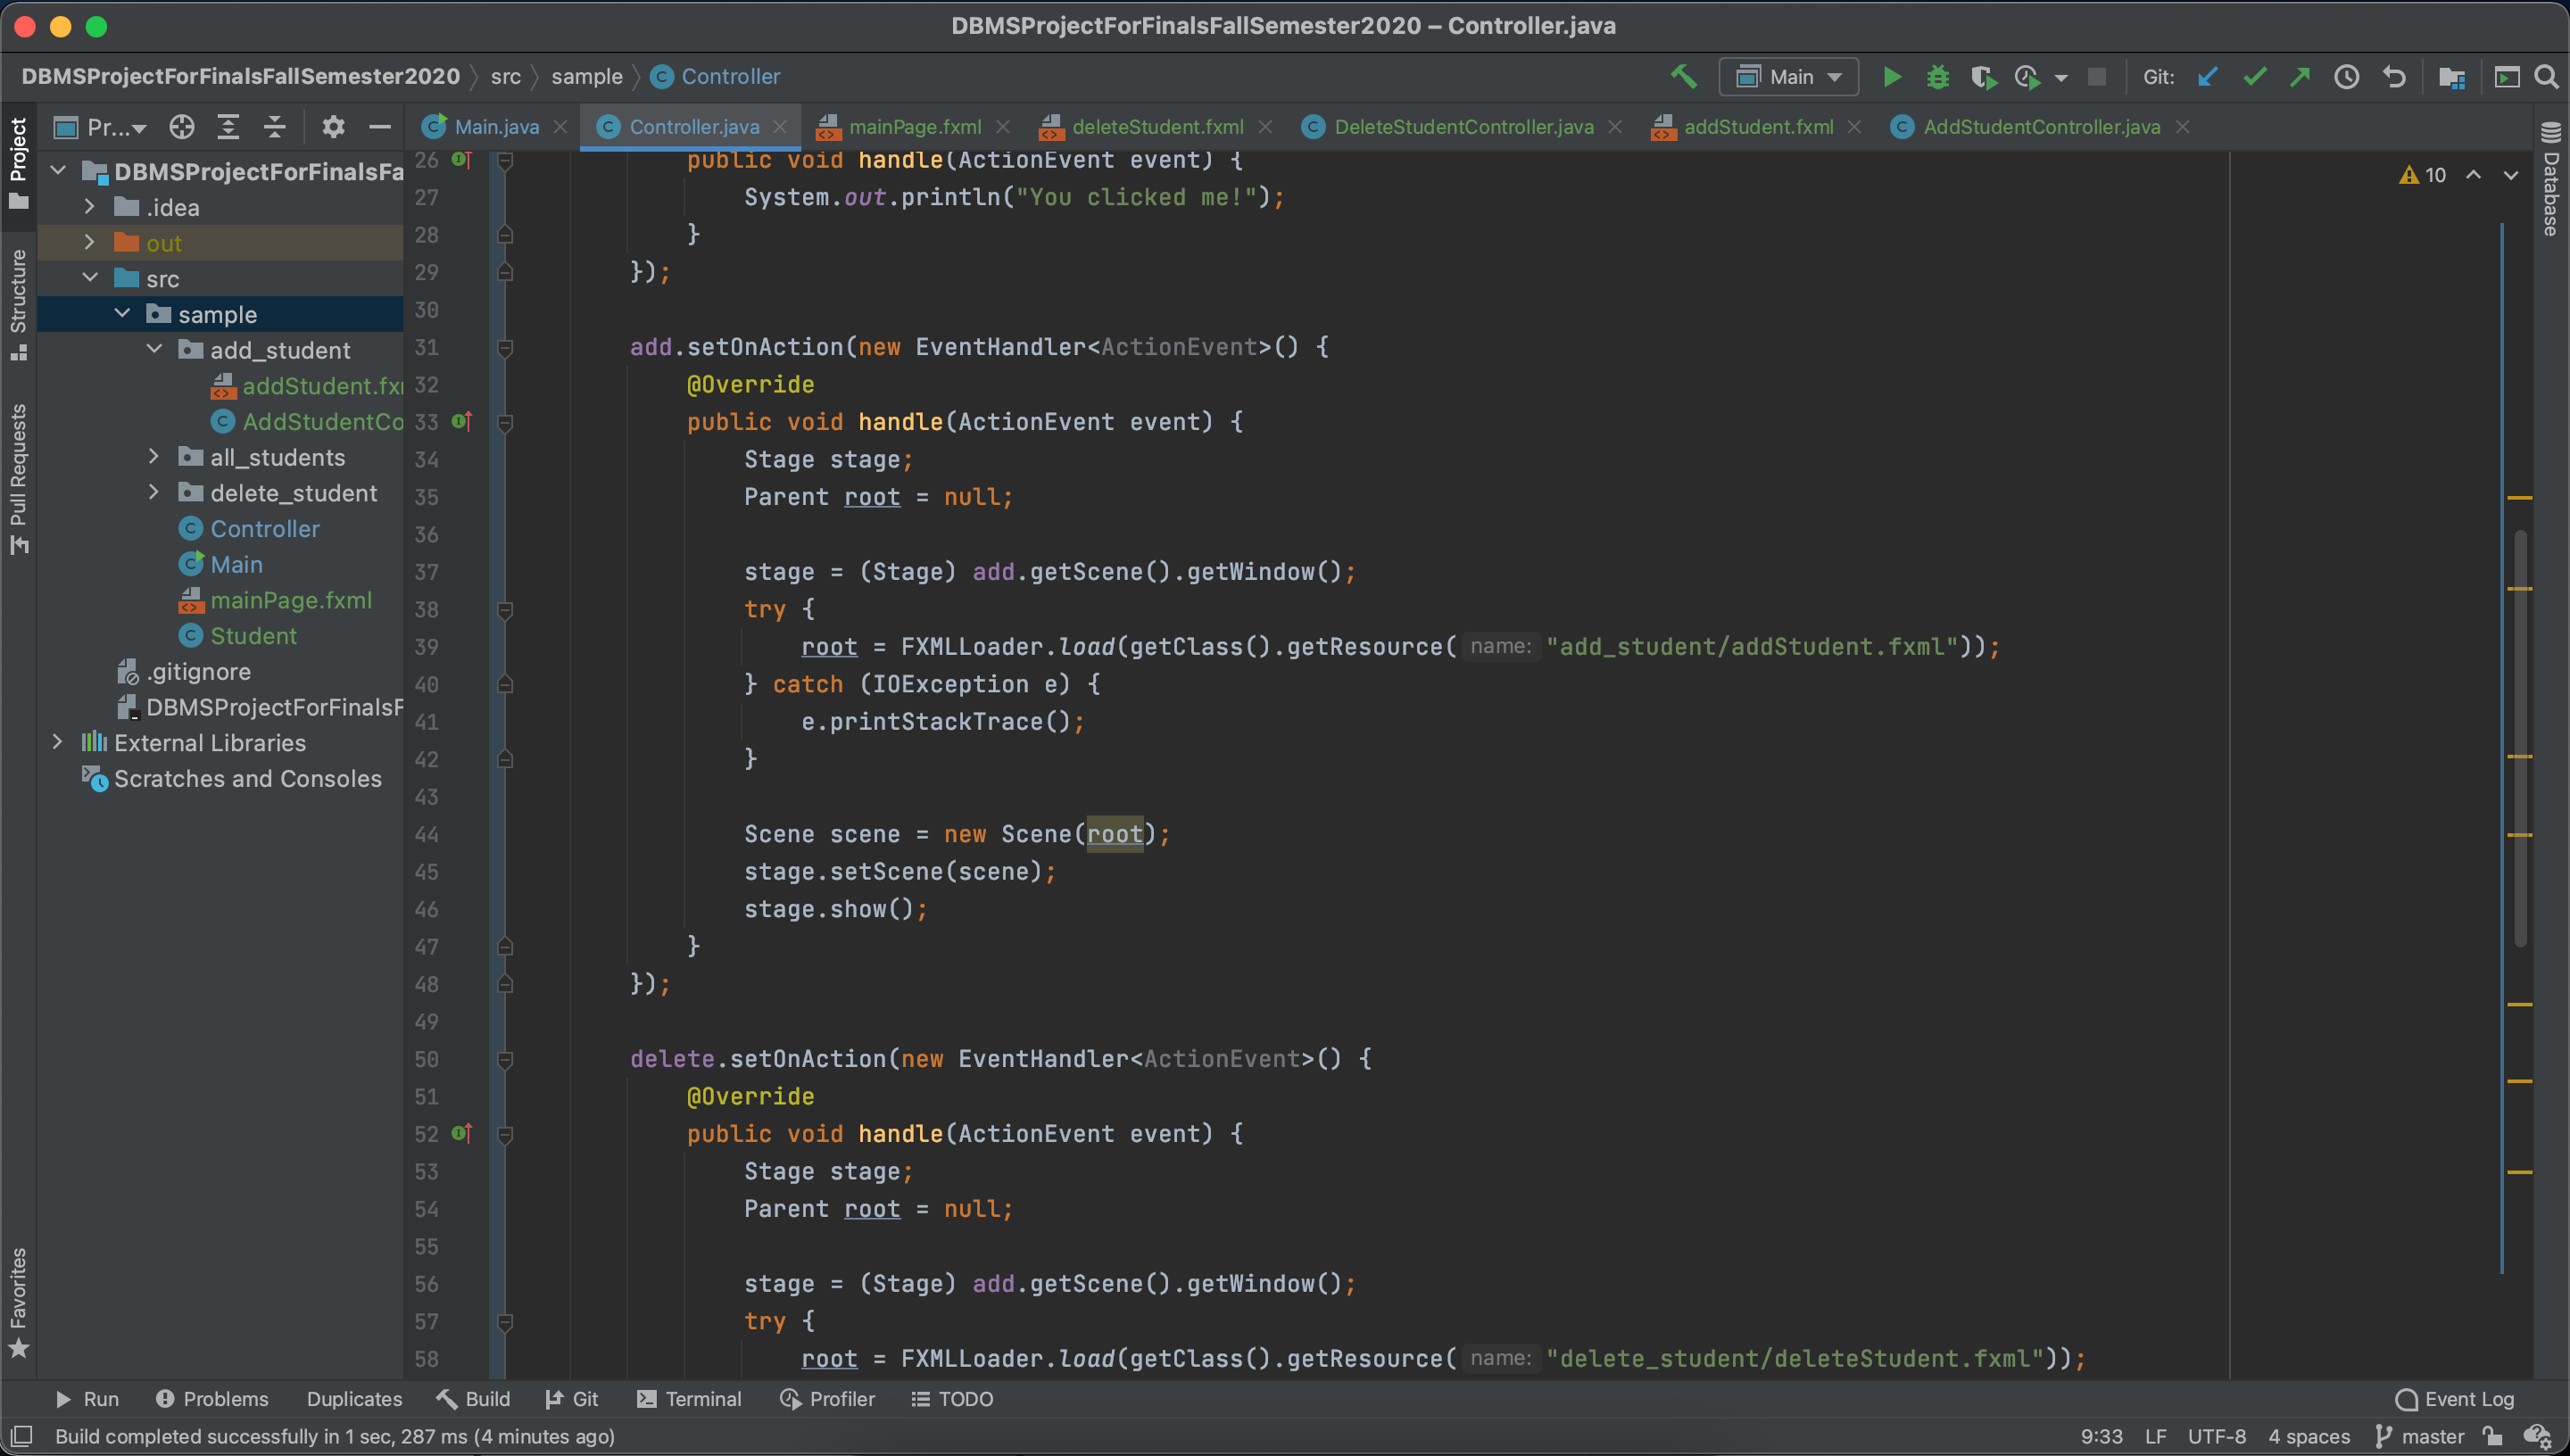 DBMSProjectForFinalsFallSemester2020 – Controller.java
DBMSProjectForFinalsFallSemester2020 src sample Controller
Main
Git:
Project
Structure
Pull Requests
Favorites
Database
Pr...
Main.java
Controller.java
mainPage.fxml
deleteStudent.fxml
DeleteStudentController.java
addStudent.fxml
AddStudentController.java
DBMSProjectForFinalsFa
.idea
out
src
sample
add_student
addStudent.fxm
AddStudentCo
all_students
delete_student
Controller
Main
mainPage.fxml
Student
.gitignore
DBMSProjectForFinalsF
External Libraries
Scratches and Consoles
10
26 public void handle(ActionEvent event) {
27 System.out.println("You clicked me!");
28 }
29 });
30
31 add.setOnAction(new EventHandler<ActionEvent>() {
32 @Override
33 public void handle(ActionEvent event) {
34 Stage stage;
35 Parent root = null;
36
37 stage = (Stage) add.getScene().getWindow();
38 try {
39 root = FXMLLoader.load(getClass().getResource( name: "add_student/addStudent.fxml"));
40 } catch (IOException e) {
41 e.printStackTrace();
42 }
43
44 Scene scene = new Scene(root);
45 stage.setScene(scene);
46 stage.show();
47 }
48 });
49
50 delete.setOnAction(new EventHandler<ActionEvent>() {
51 @Override
52 public void handle(ActionEvent event) {
53 Stage stage;
54 Parent root = null;
55
56 stage = (Stage) add.getScene().getWindow();
57 try {
58 root = FXMLLoader.load(getClass().getResource( name: "delete_student/deleteStudent.fxml"));
Run Problems Duplicates Build Git Terminal Profiler TODO Event Log
Build completed successfully in 1 sec, 287 ms (4 minutes ago) 9:33 LF UTF-8 4 spaces master